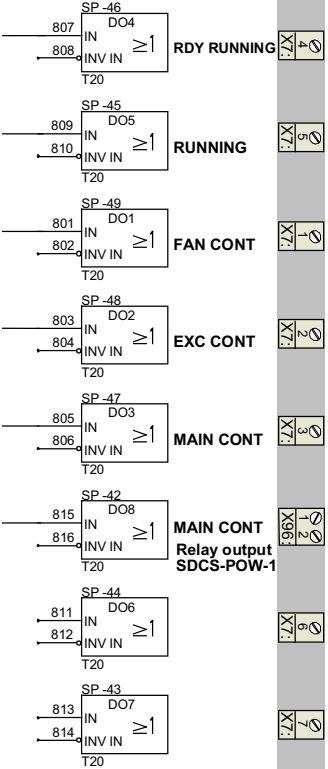 SP -46
DO4
807 IN
808 INV IN
≥1
RDY RUNNING
X7: 4
T20
SP -45
DO5
809 IN
810 INV IN
≥1
RUNNING
X7: 5
T20
SP -49
DO1
801 IN
802 INV IN
≥1
FAN CONT
X7: 1
T20
SP -48
DO2
803 IN
804 INV IN
≥1
EXC CONT
X7: 2
T20
SP -47
DO3
805 IN
806 INV IN
≥1
MAIN CONT
X7: 3
T20
SP -42
DO8
815 IN
816 INV IN
≥1
MAIN CONT
Relay output
SDCS-POW-1
X96: 1 2
T20
SP -44
DO6
811 IN
812 INV IN
≥1
X7: 6
T20
SP -43
DO7
813 IN
814 INV IN
≥1
X7: 7
T20